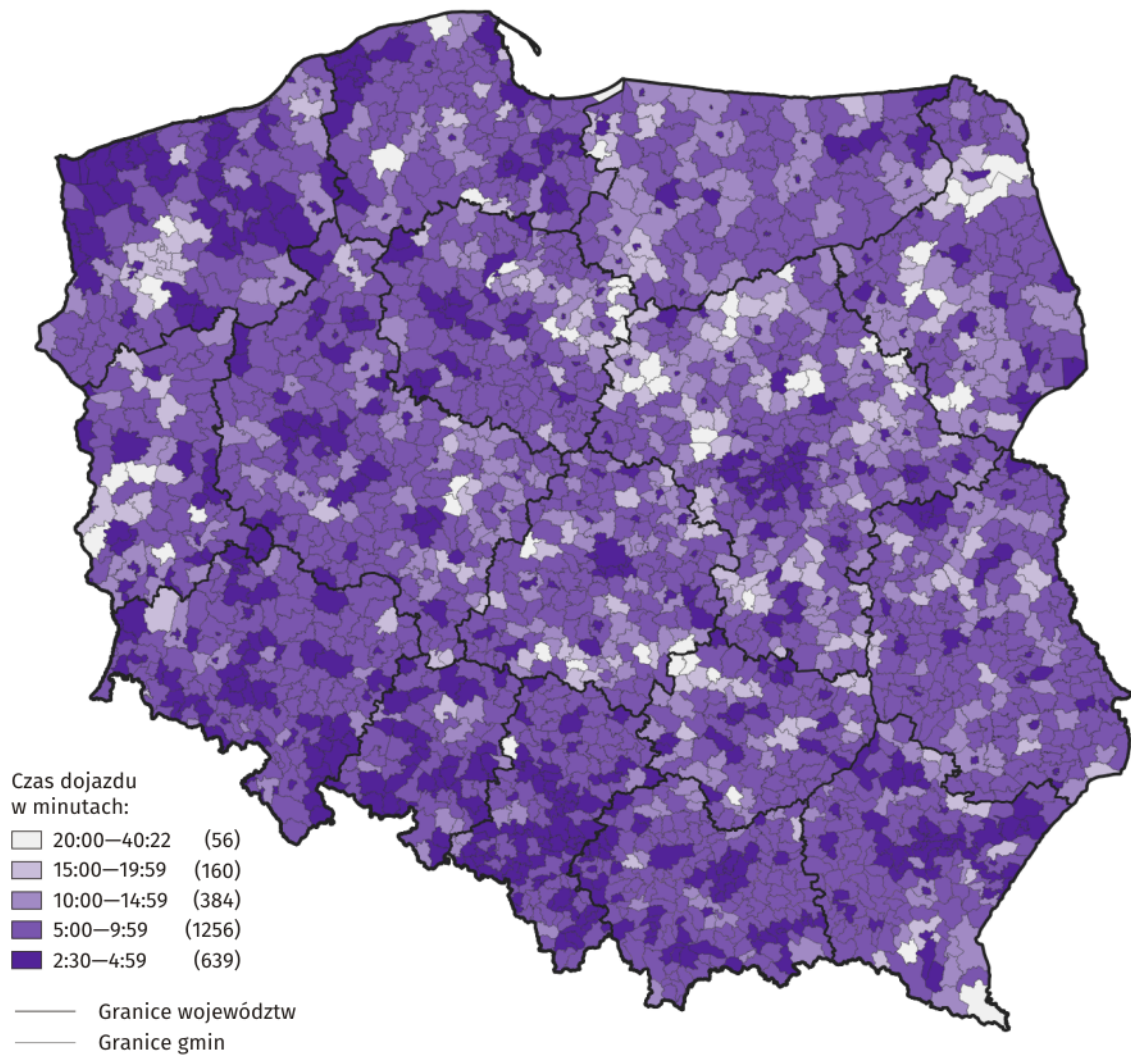 Czas dojazdu
w minutach:
20:00—40:22 (56)
15:00—19:59 (160)
10:00—14:59 (384)
5:00—9:59 (1256)
2:30—4:59 (639)
Granice województw
Granice gmin